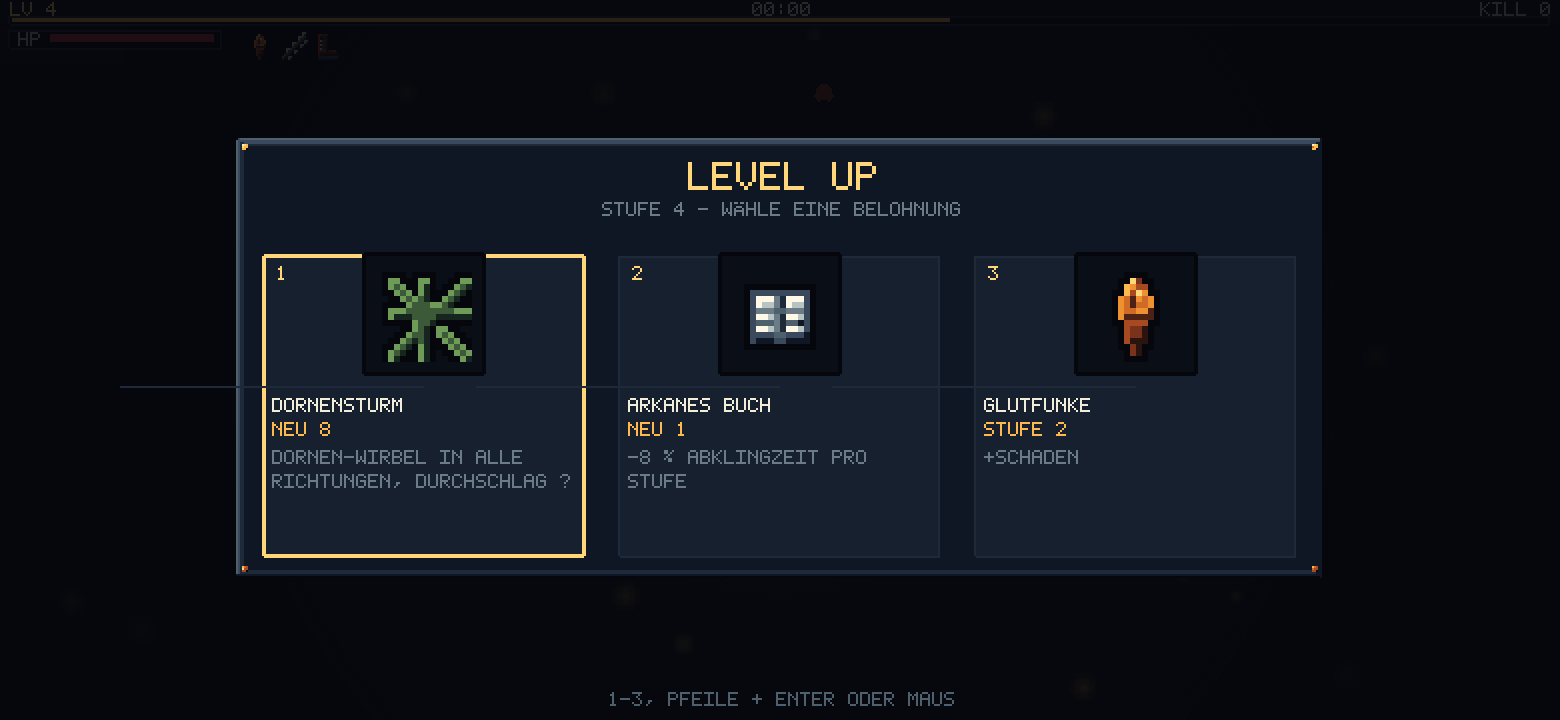 LV 4
00:00
KILL 0
HP
LEVEL UP
STUFE 4 - WäHLE EINE BELOHNUNG
1
2
3
DORNENSTURM
NEU 8
DORNEN-WIRBEL IN ALLE
RICHTUNGEN, DURCHSCHLAG ?
ARKANES BUCH
NEU 1
-8 % ABKLINGZEIT PRO
STUFE
GLUTFUNKE
STUFE 2
+SCHADEN
1-3, PFEILE + ENTER ODER MAUS